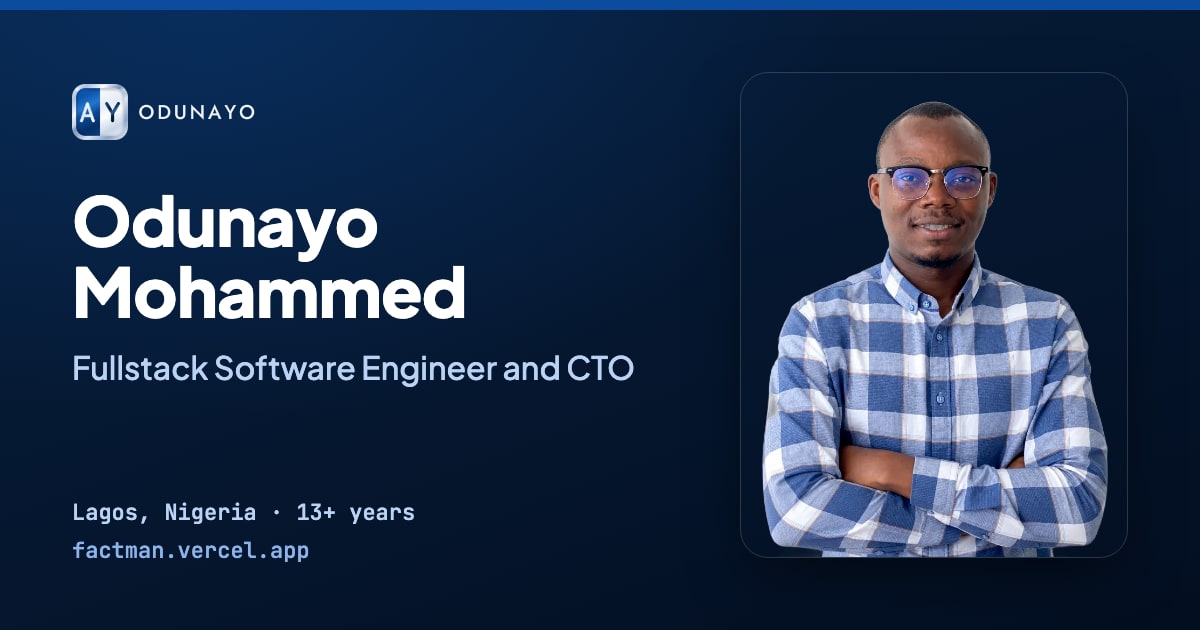 AY ODUNAYO
Odunayo
Mohammed
Fullstack Software Engineer and CTO
Lagos, Nigeria · 13+ years
factman.vercel.app